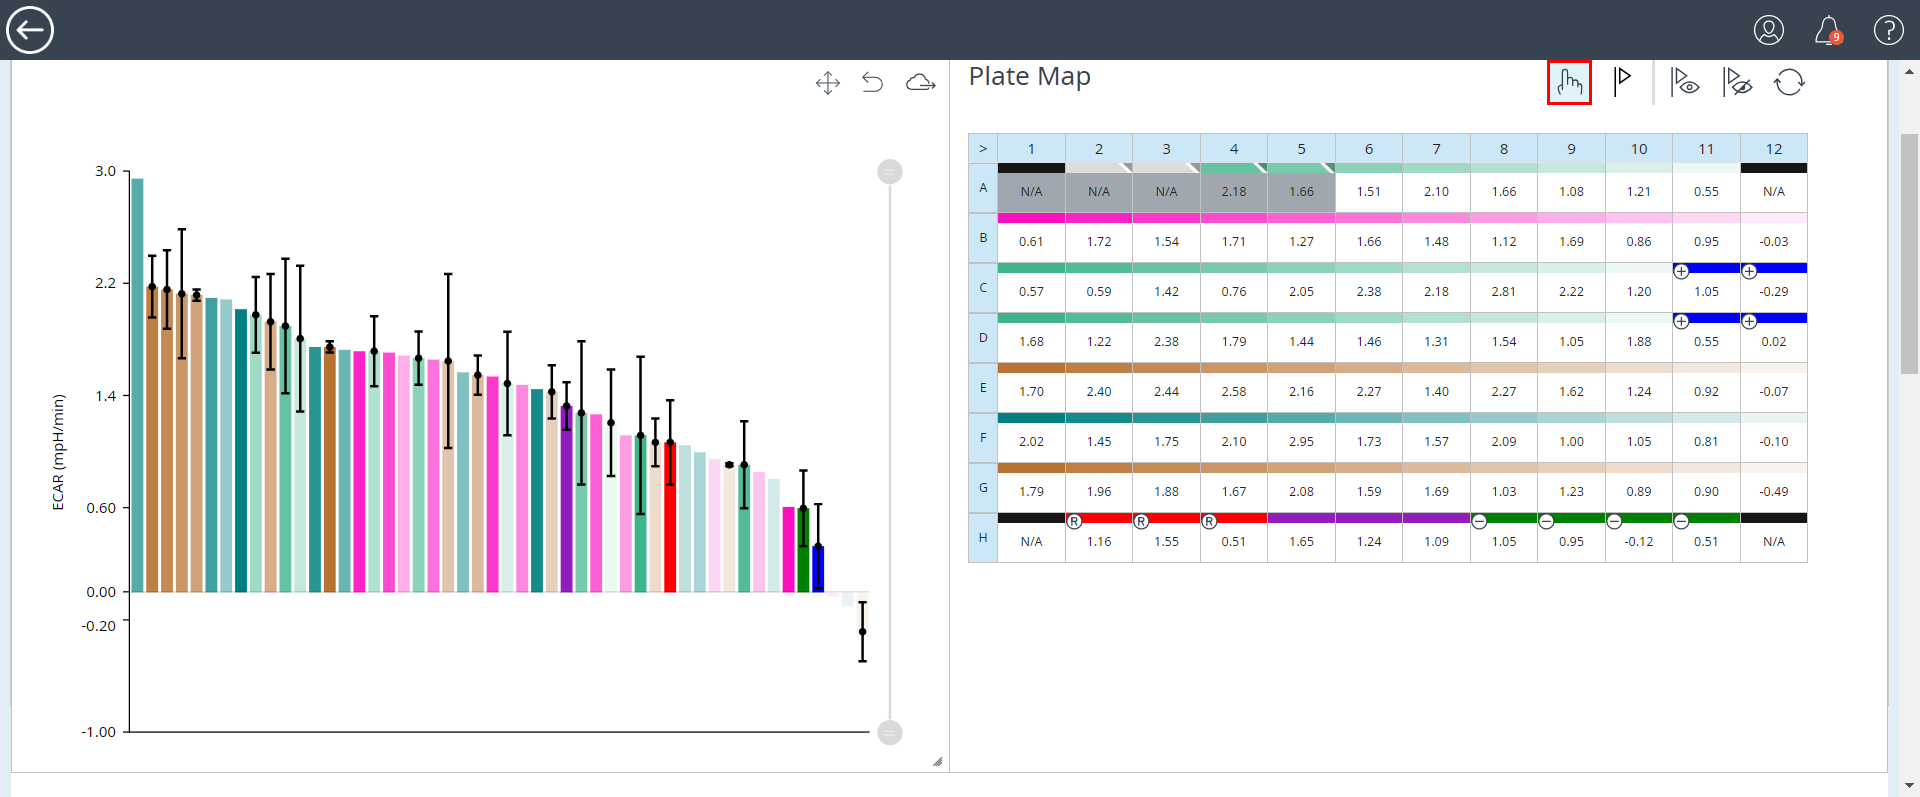 9
?
Plate Map
3.0
2.2
1.4
0.60
0.00
-0.20
-1.00
ECAR (mpH/min)
> 1 2 3 4 5 6 7 8 9 10 11 12
A N/A N/A N/A 2.18 1.66 1.51 2.10 1.66 1.08 1.21 0.55 N/A
B 0.61 1.72 1.54 1.71 1.27 1.66 1.48 1.12 1.69 0.86 0.95 -0.03
+ +
C 0.57 0.59 1.42 0.76 2.05 2.38 2.18 2.81 2.22 1.20 1.05 -0.29
+ +
D 1.68 1.22 2.38 1.79 1.44 1.46 1.31 1.54 1.05 1.88 0.55 0.02
E 1.70 2.40 2.44 2.58 2.16 2.27 1.40 2.27 1.62 1.24 0.92 -0.07
F 2.02 1.45 1.75 2.10 2.95 1.73 1.57 2.09 1.00 1.05 0.81 -0.10
G 1.79 1.96 1.88 1.67 2.08 1.59 1.69 1.03 1.23 0.89 0.90 -0.49
R R R − − − −
H N/A 1.16 1.55 0.51 1.65 1.24 1.09 1.05 0.95 -0.12 0.51 N/A